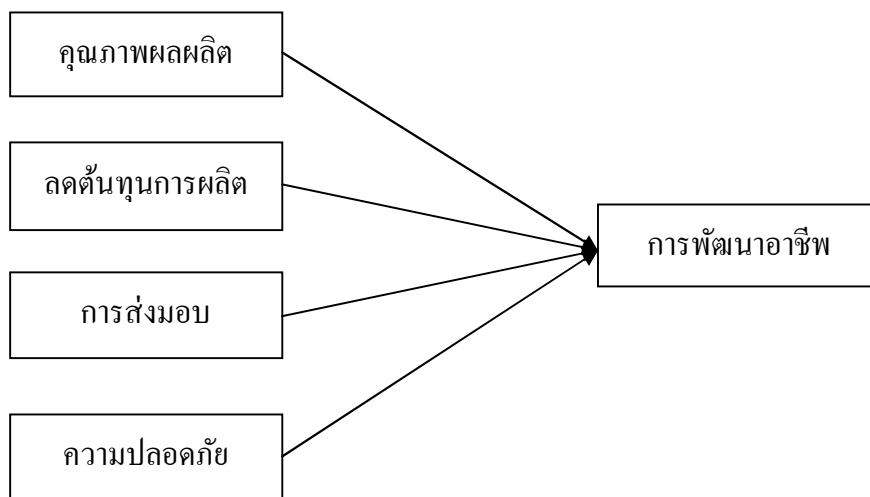 คุณภาพผลผลิต
ลดต้นทุนการผลิต
การส่งมอบ
ความปลอดภัย
การพัฒนาอาชีพ